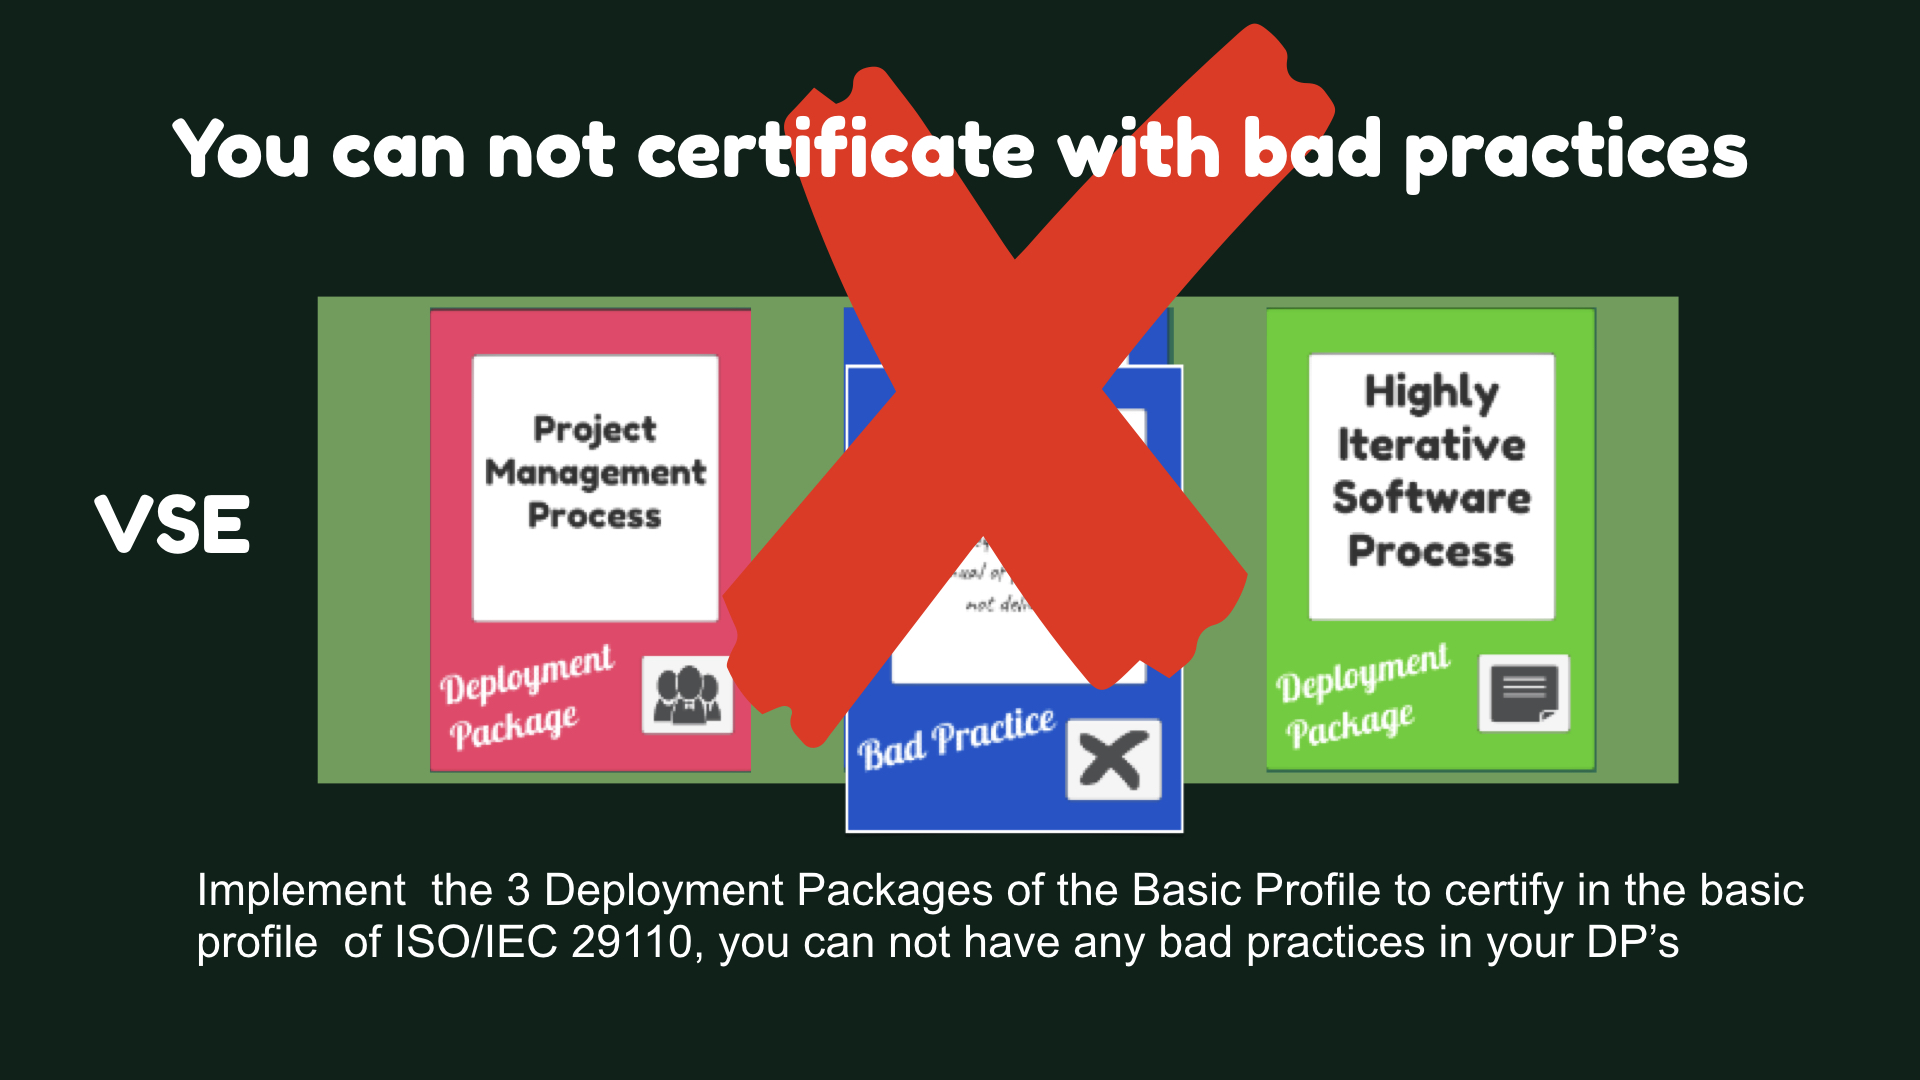 You can not certificate with bad practices
VSE
Project
Management
Process
Deployment
Package
not
Bad Practice
Highly
Iterative
Software
Process
Deployment
Package
Implement  the 3 Deployment Packages of the Basic Profile to certify in the basic
profile  of ISO/IEC 29110, you can not have any bad practices in your DP’s